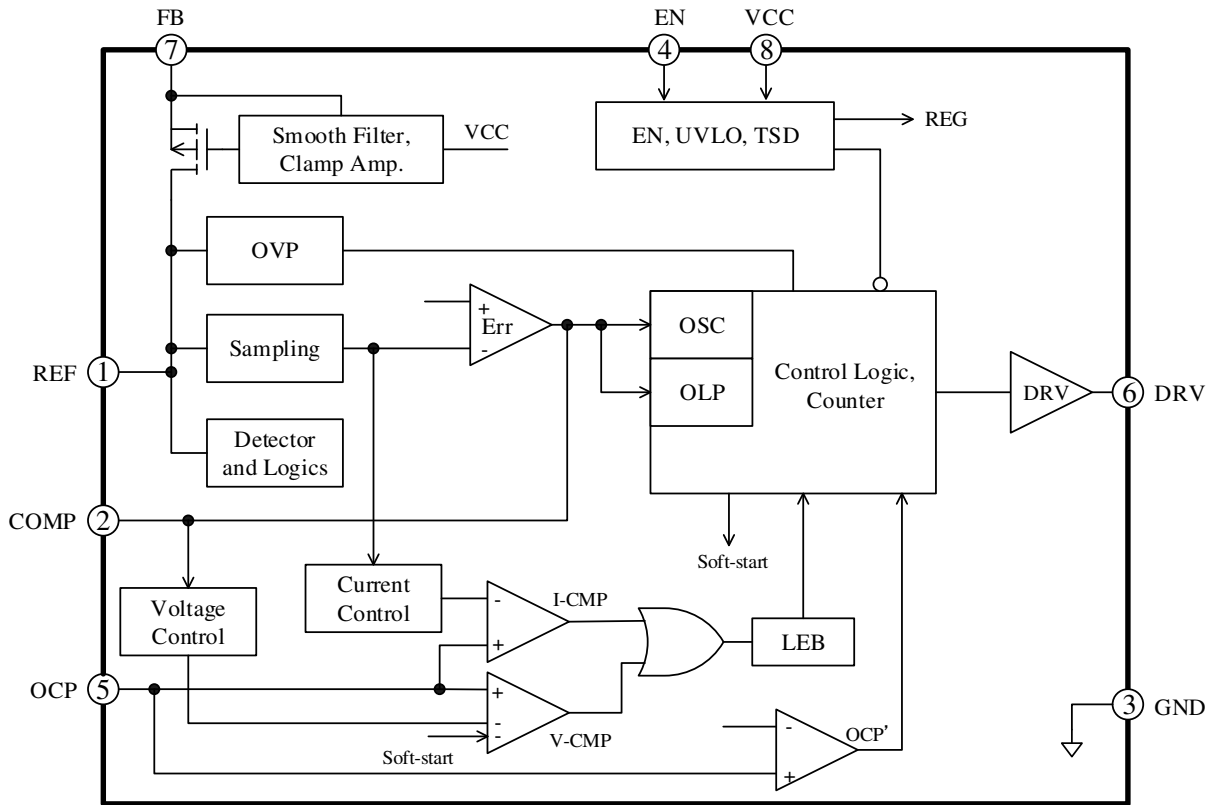 FB
EN
VCC
7
4
8
Smooth Filter,
Clamp Amp.
VCC
EN, UVLO, TSD
REG
OVP
+
Err
-
OSC
Sampling
REF
1
OLP
Control Logic,
Counter
DRV
6
DRV
Detector
and Logics
COMP
2
Soft-start
Current
Control
Voltage
Control
-
+
I-CMP
LEB
OCP
5
+
-
-
V-CMP
Soft-start
-
+
OCP'
3
GND